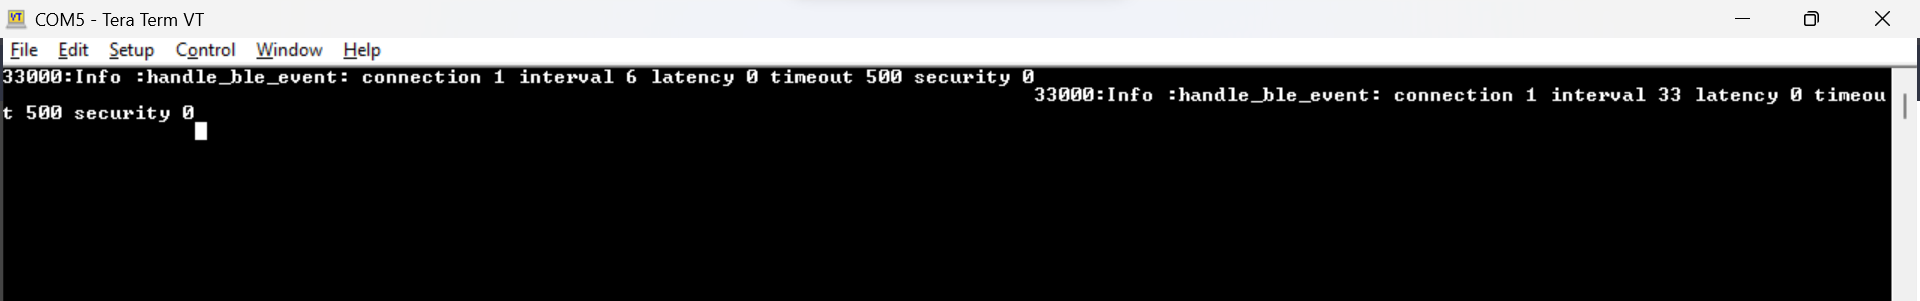 COM5 - Tera Term VT
File Edit Setup Control Window Help
33000:Info :handle_ble_event: connection 1 interval 6 latency 0 timeout 500 security 0
33000:Info :handle_ble_event: connection 1 interval 33 latency 0 timeou
t 500 security 0